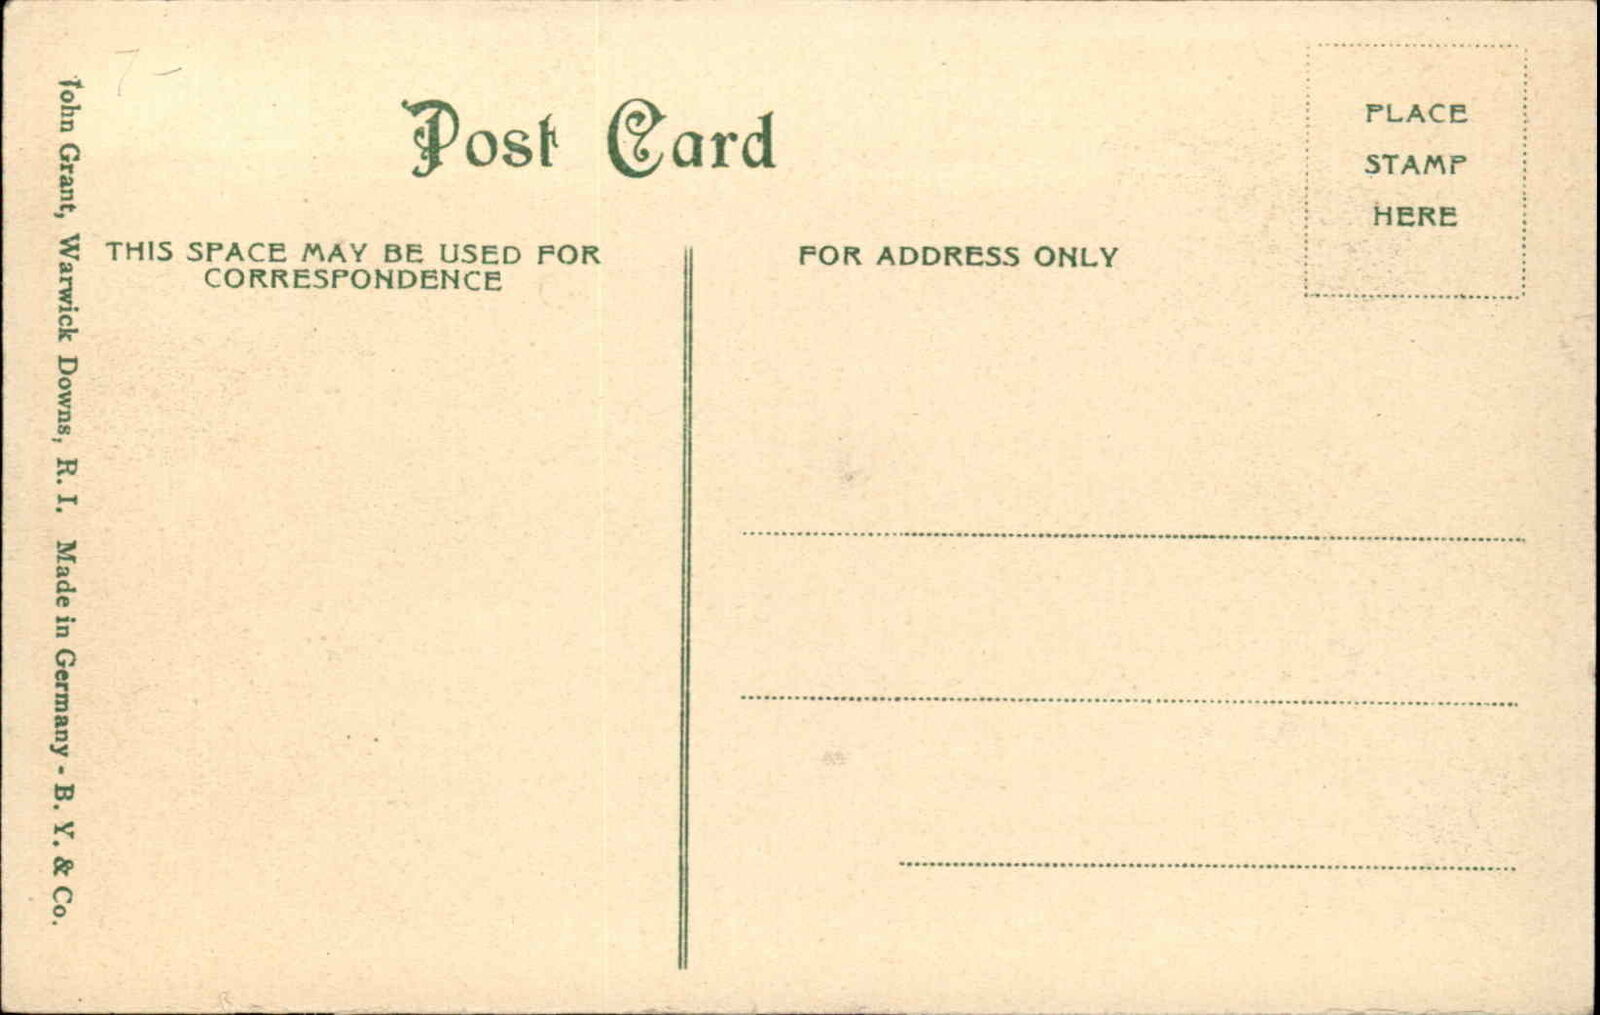 Post Card
PLACE
STAMP
HERE
THIS SPACE MAY BE USED FOR
CORRESPONDENCE
FOR ADDRESS ONLY
John Grant, Warwick Downs, R. I. Made in Germany - B. Y. & Co.